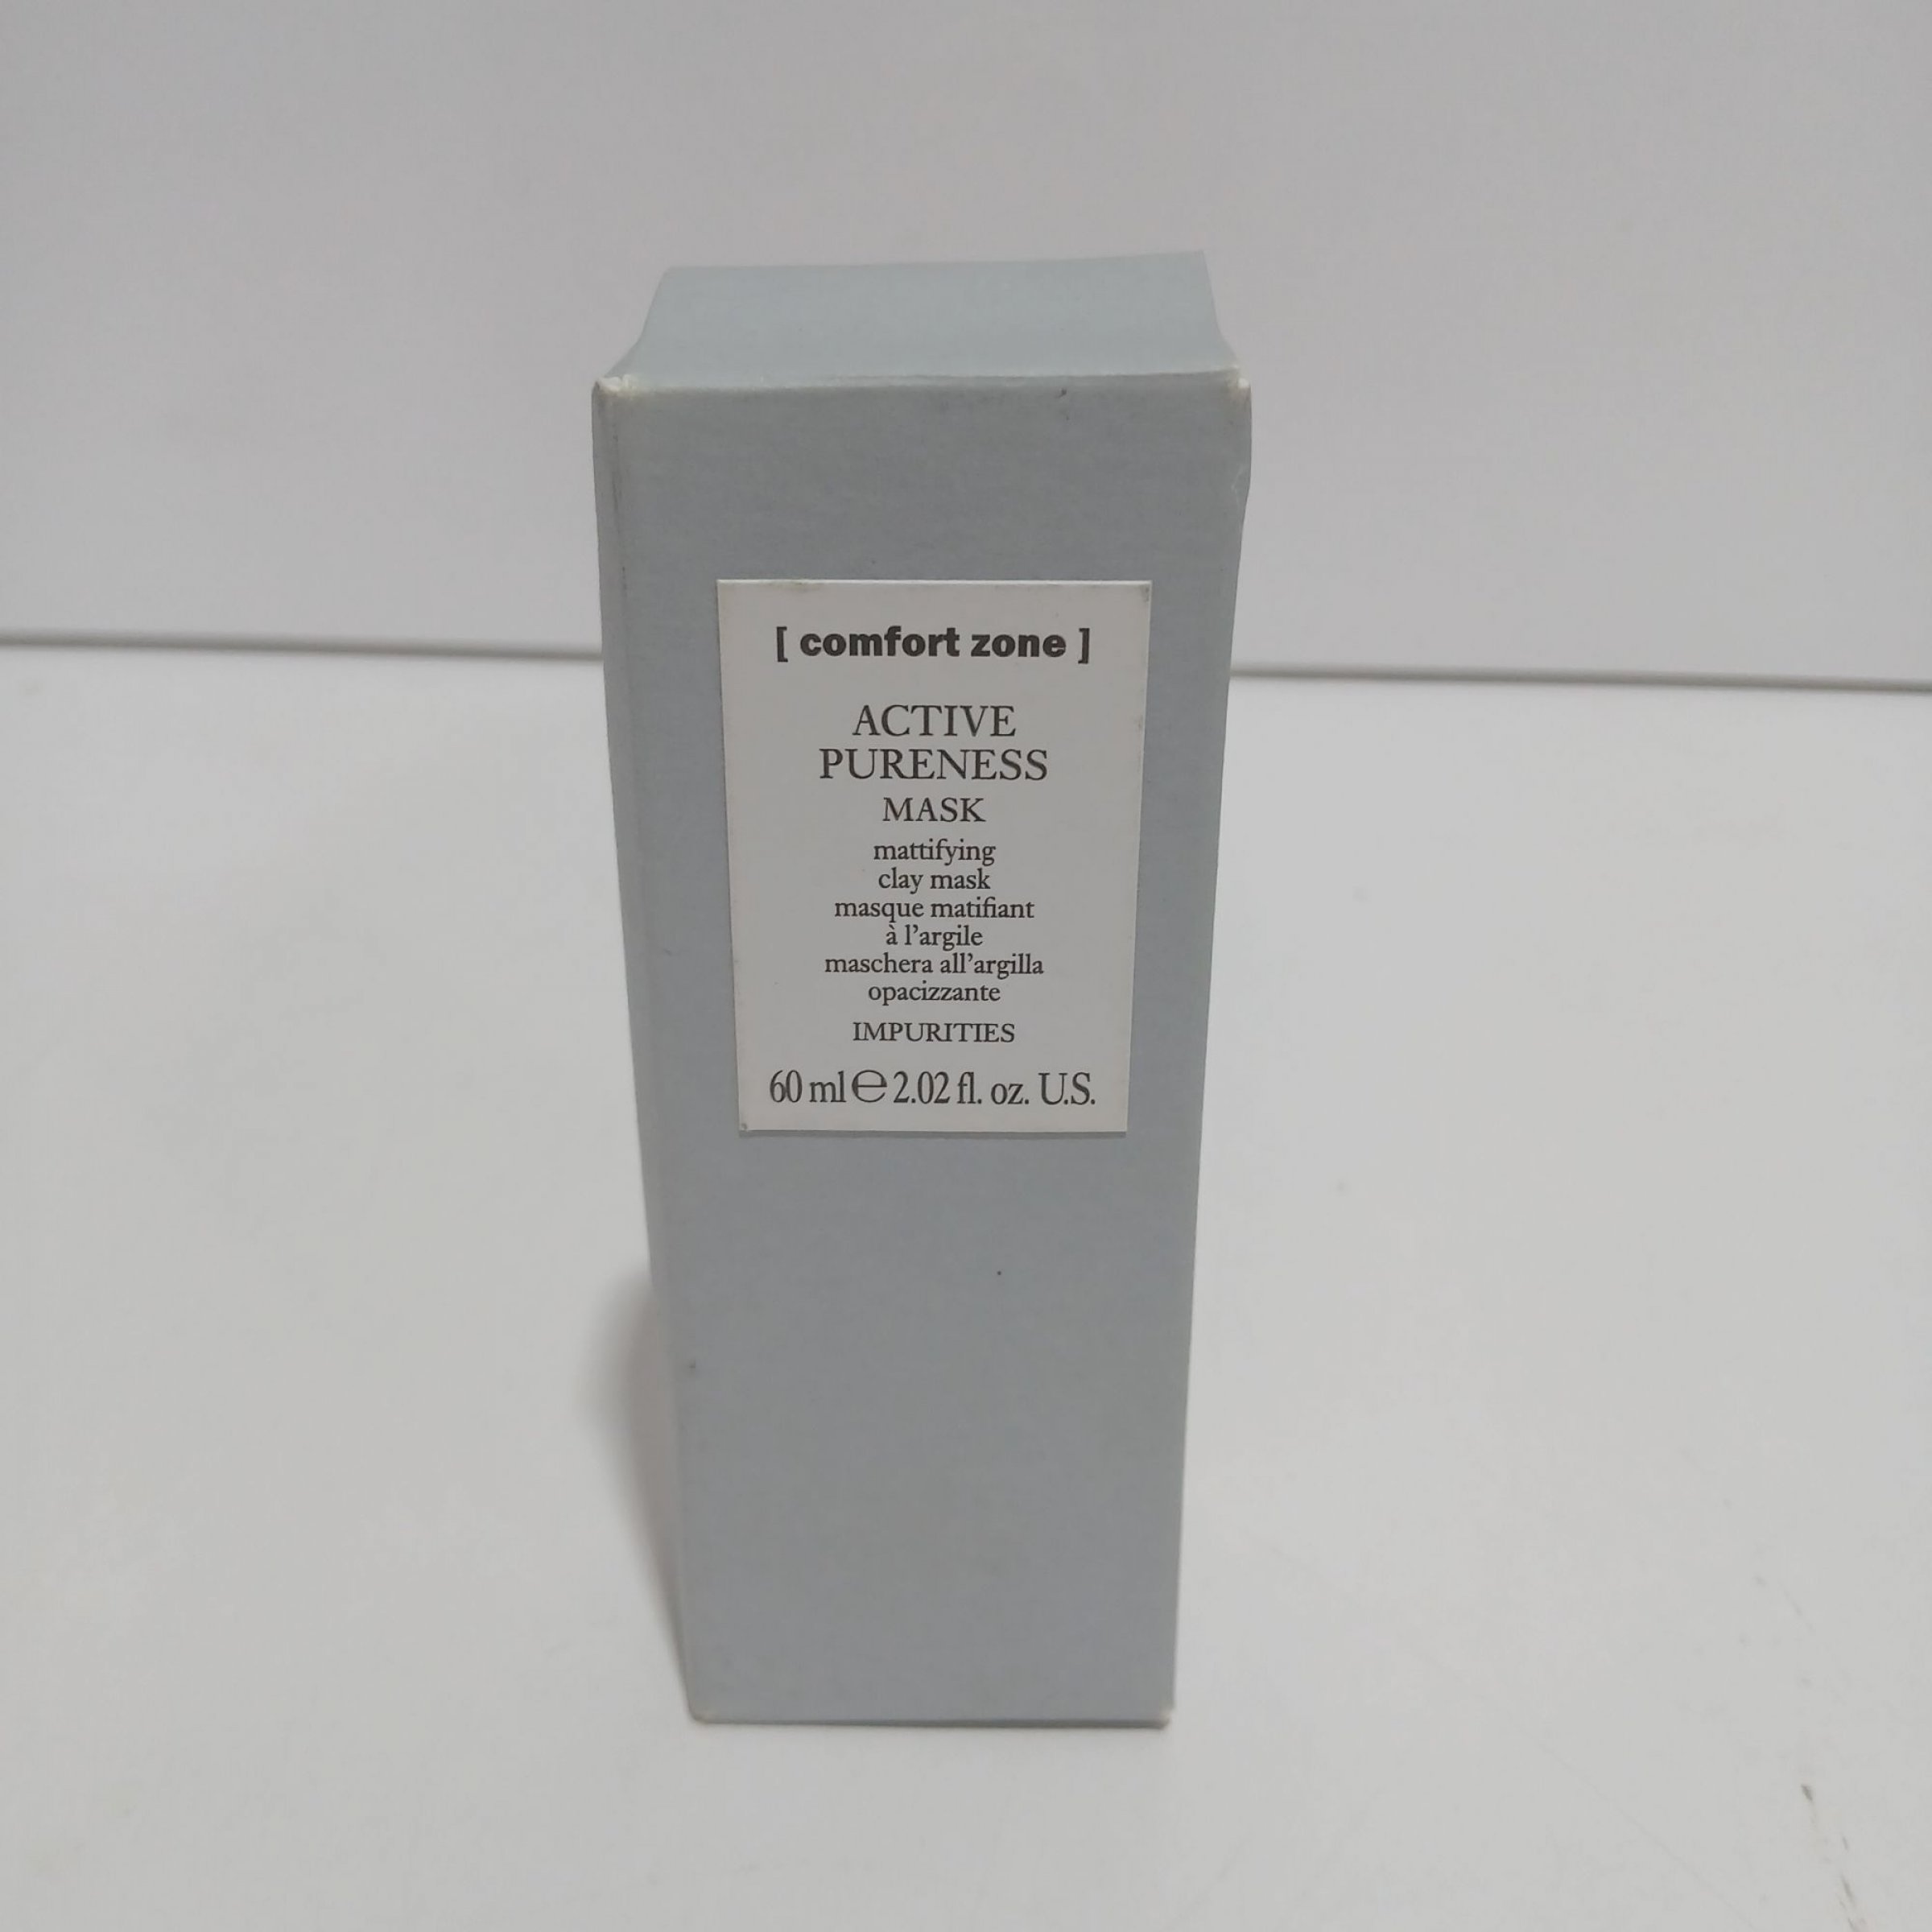 [ comfort zone ]
ACTIVE
PURENESS
MASK
mattifying
clay mask
masque matifiant
à l'argile
maschera all'argilla
opacizzante
IMPURITIES
60 ml ℮ 2.02 fl. oz. U.S.